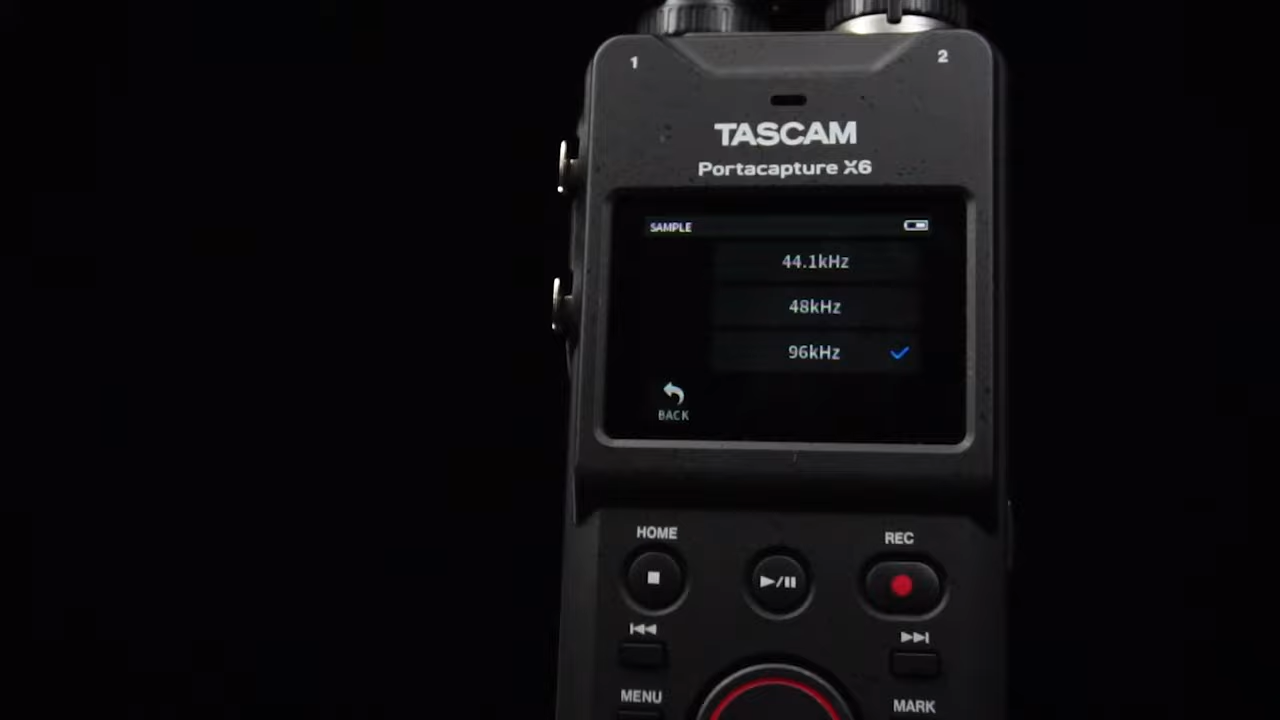 1
2
TASCAM
Portacapture X6
SAMPLE
44.1kHz
48kHz
96kHz
BACK
HOME
REC
MENU
MARK